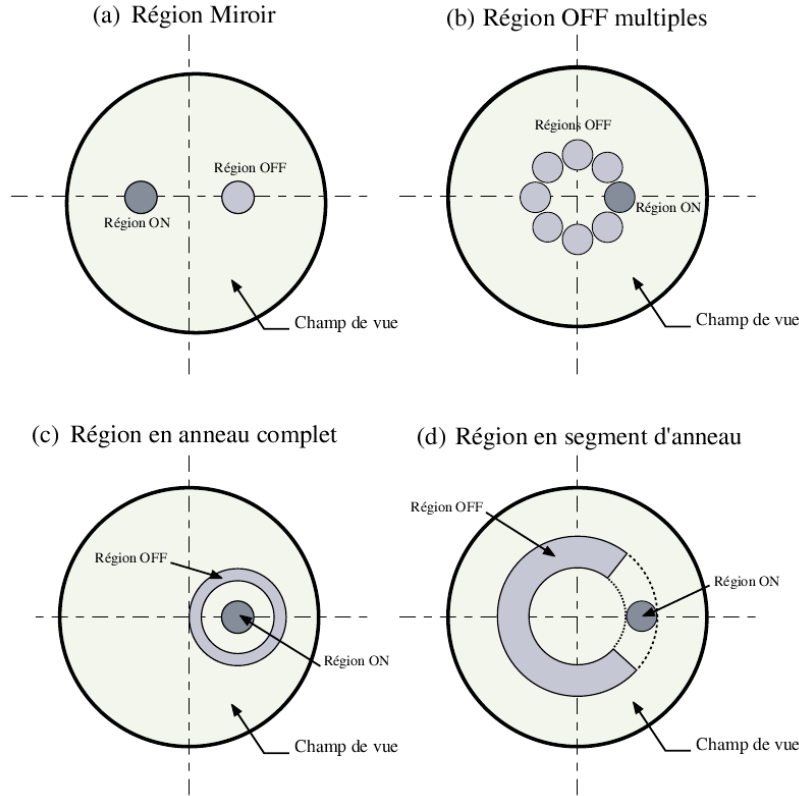 (a) Région Miroir
Région OFF
Région ON
Champ de vue
(b) Région OFF multiples
Régions OFF
Région ON
Champ de vue
(c) Région en anneau complet
Région OFF
Région ON
Champ de vue
(d) Région en segment d'anneau
Région OFF
Région ON
Champ de vue